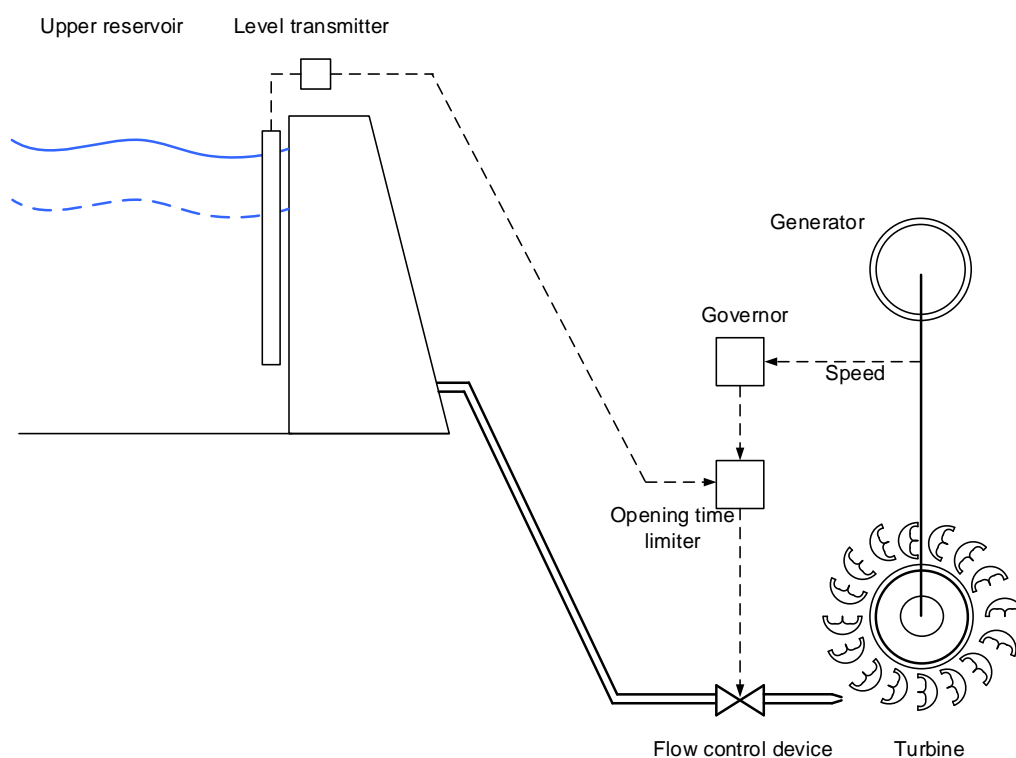 Upper reservoir
Level transmitter
Generator
Governor
Speed
Opening time
limiter
Flow control device
Turbine